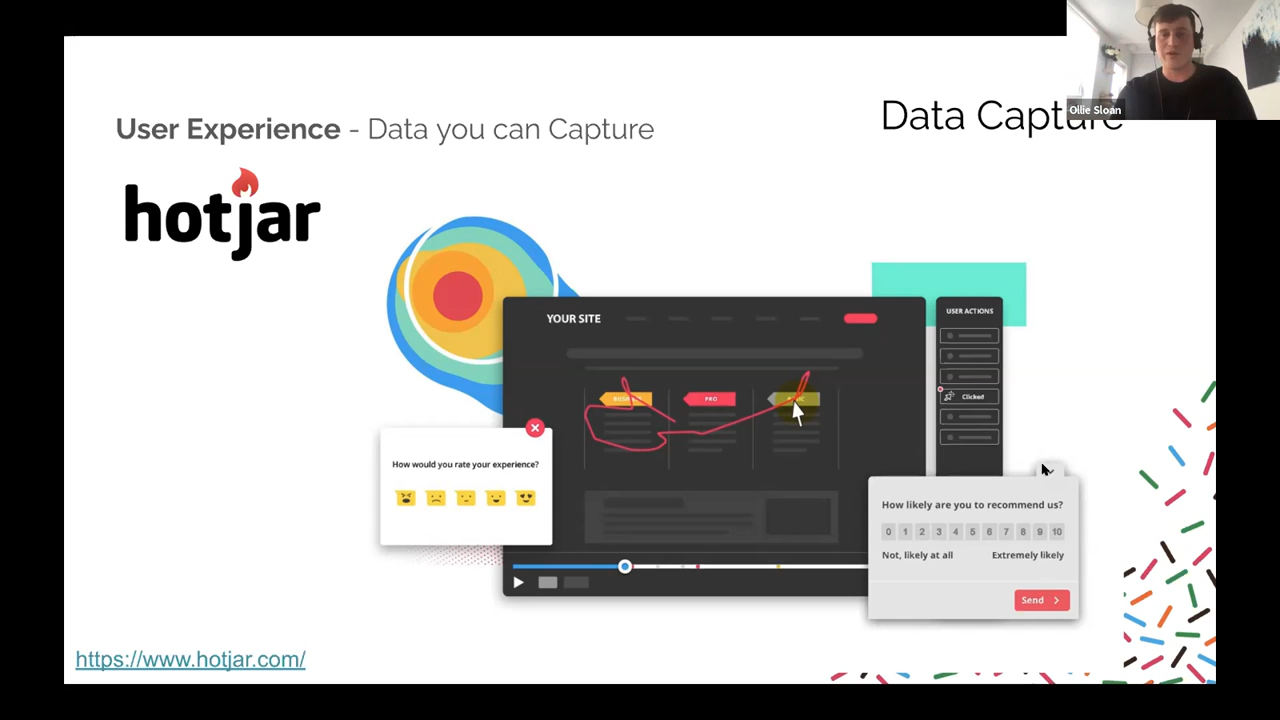 Ollie Sloan
Data Capture
User Experience - Data you can Capture
hotjar
YOUR SITE
USER ACTIONS
PRO
Clicked
How would you rate your experience?
How likely are you to recommend us?
0 1 2 3 4 5 6 7 8 9 10
Not, likely at all Extremely likely
Send
https://www.hotjar.com/